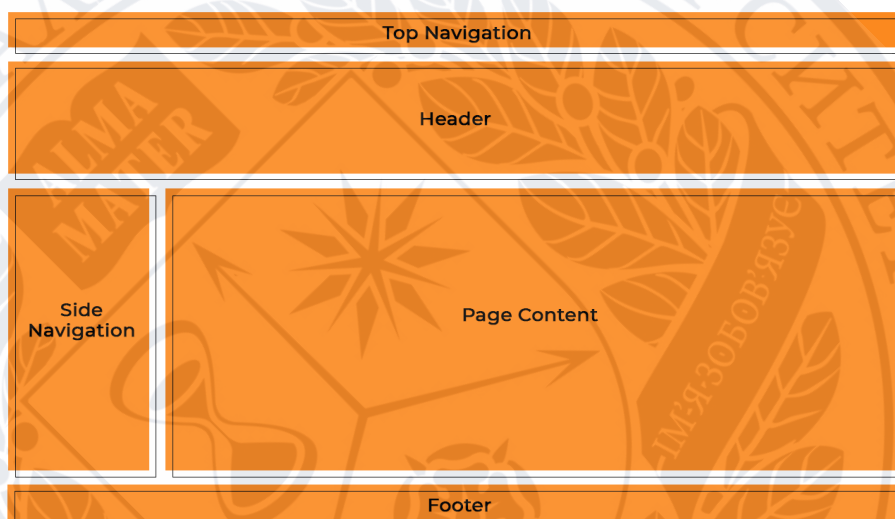 Top Navigation
Header
ALMA
MATER
Side
Navigation
Page Content
ІМ'Я·ЗОБОВ'ЯЗУЄ
Footer